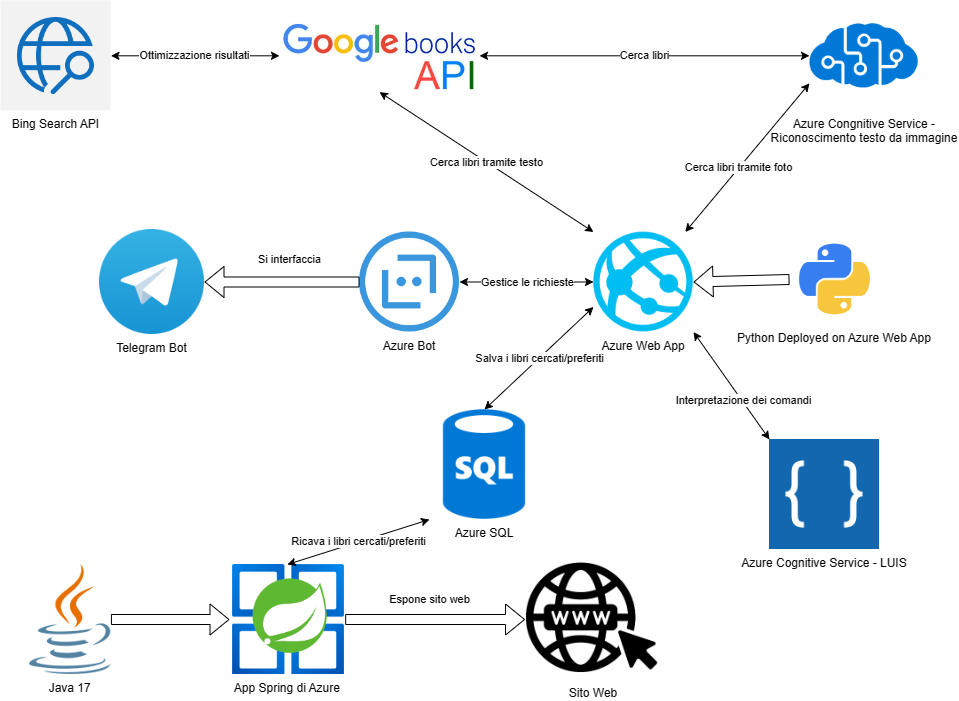 Google books
API
Ottimizzazione risultati
Cerca libri
Bing Search API
Azure Congnitive Service -
Riconoscimento testo da immagine
Cerca libri tramite testo
Cerca libri tramite foto
Si interfaccia
Gestice le richieste
Telegram Bot
Azure Bot
Azure Web App
Python Deployed on Azure Web App
Salva i libri cercati/preferiti
Interpretazione dei comandi
SQL
{ }
Azure SQL
Ricava i libri cercati/preferiti
Azure Cognitive Service - LUIS
Espone sito web
WWW
Java 17
App Spring di Azure
Sito Web